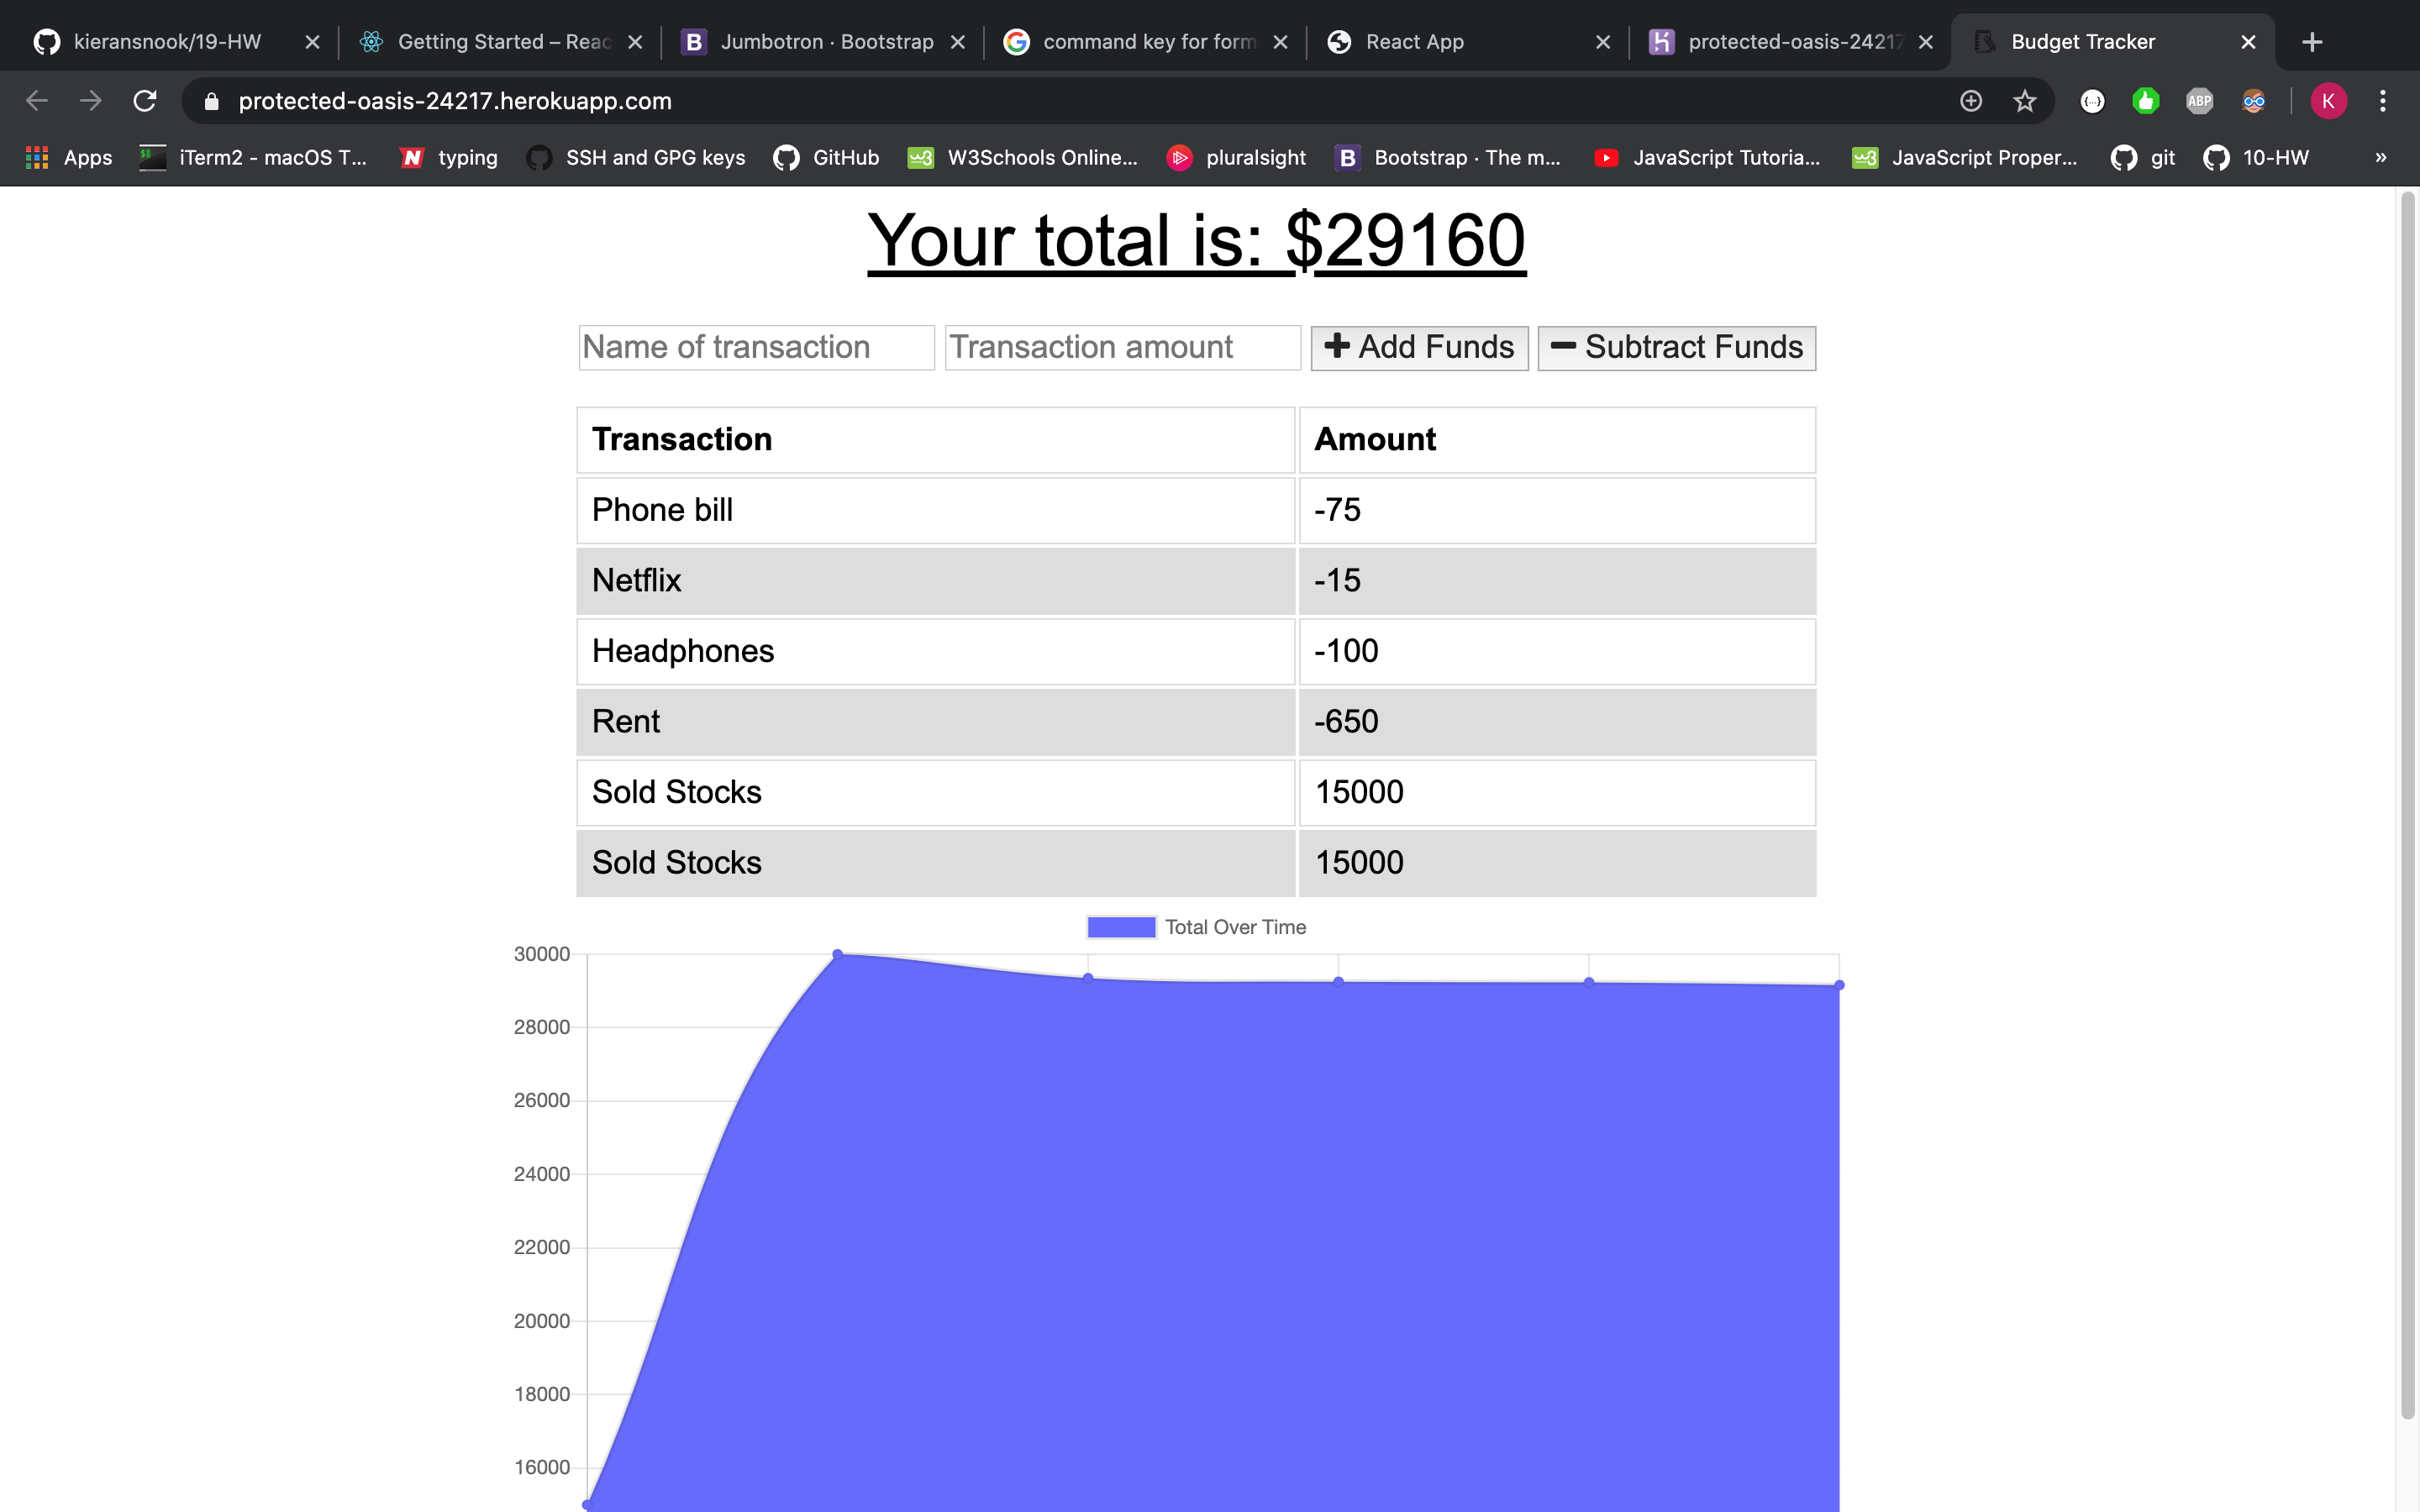 kieransnook/19-HW
Getting Started – Reac
Jumbotron · Bootstrap
command key for form
React App
protected-oasis-24217
Budget Tracker
protected-oasis-24217.herokuapp.com
ABP
K
Apps
iTerm2 - macOS T...
typing
SSH and GPG keys
GitHub
W3Schools Online...
pluralsight
Bootstrap · The m...
JavaScript Tutoria...
JavaScript Proper...
git
10-HW
»
Your total is: $29160
Name of transaction
Transaction amount
Add Funds
Subtract Funds
Transaction Amount
Phone bill -75
Netflix -15
Headphones -100
Rent -650
Sold Stocks 15000
Sold Stocks 15000
Total Over Time
30000
28000
26000
24000
22000
20000
18000
16000